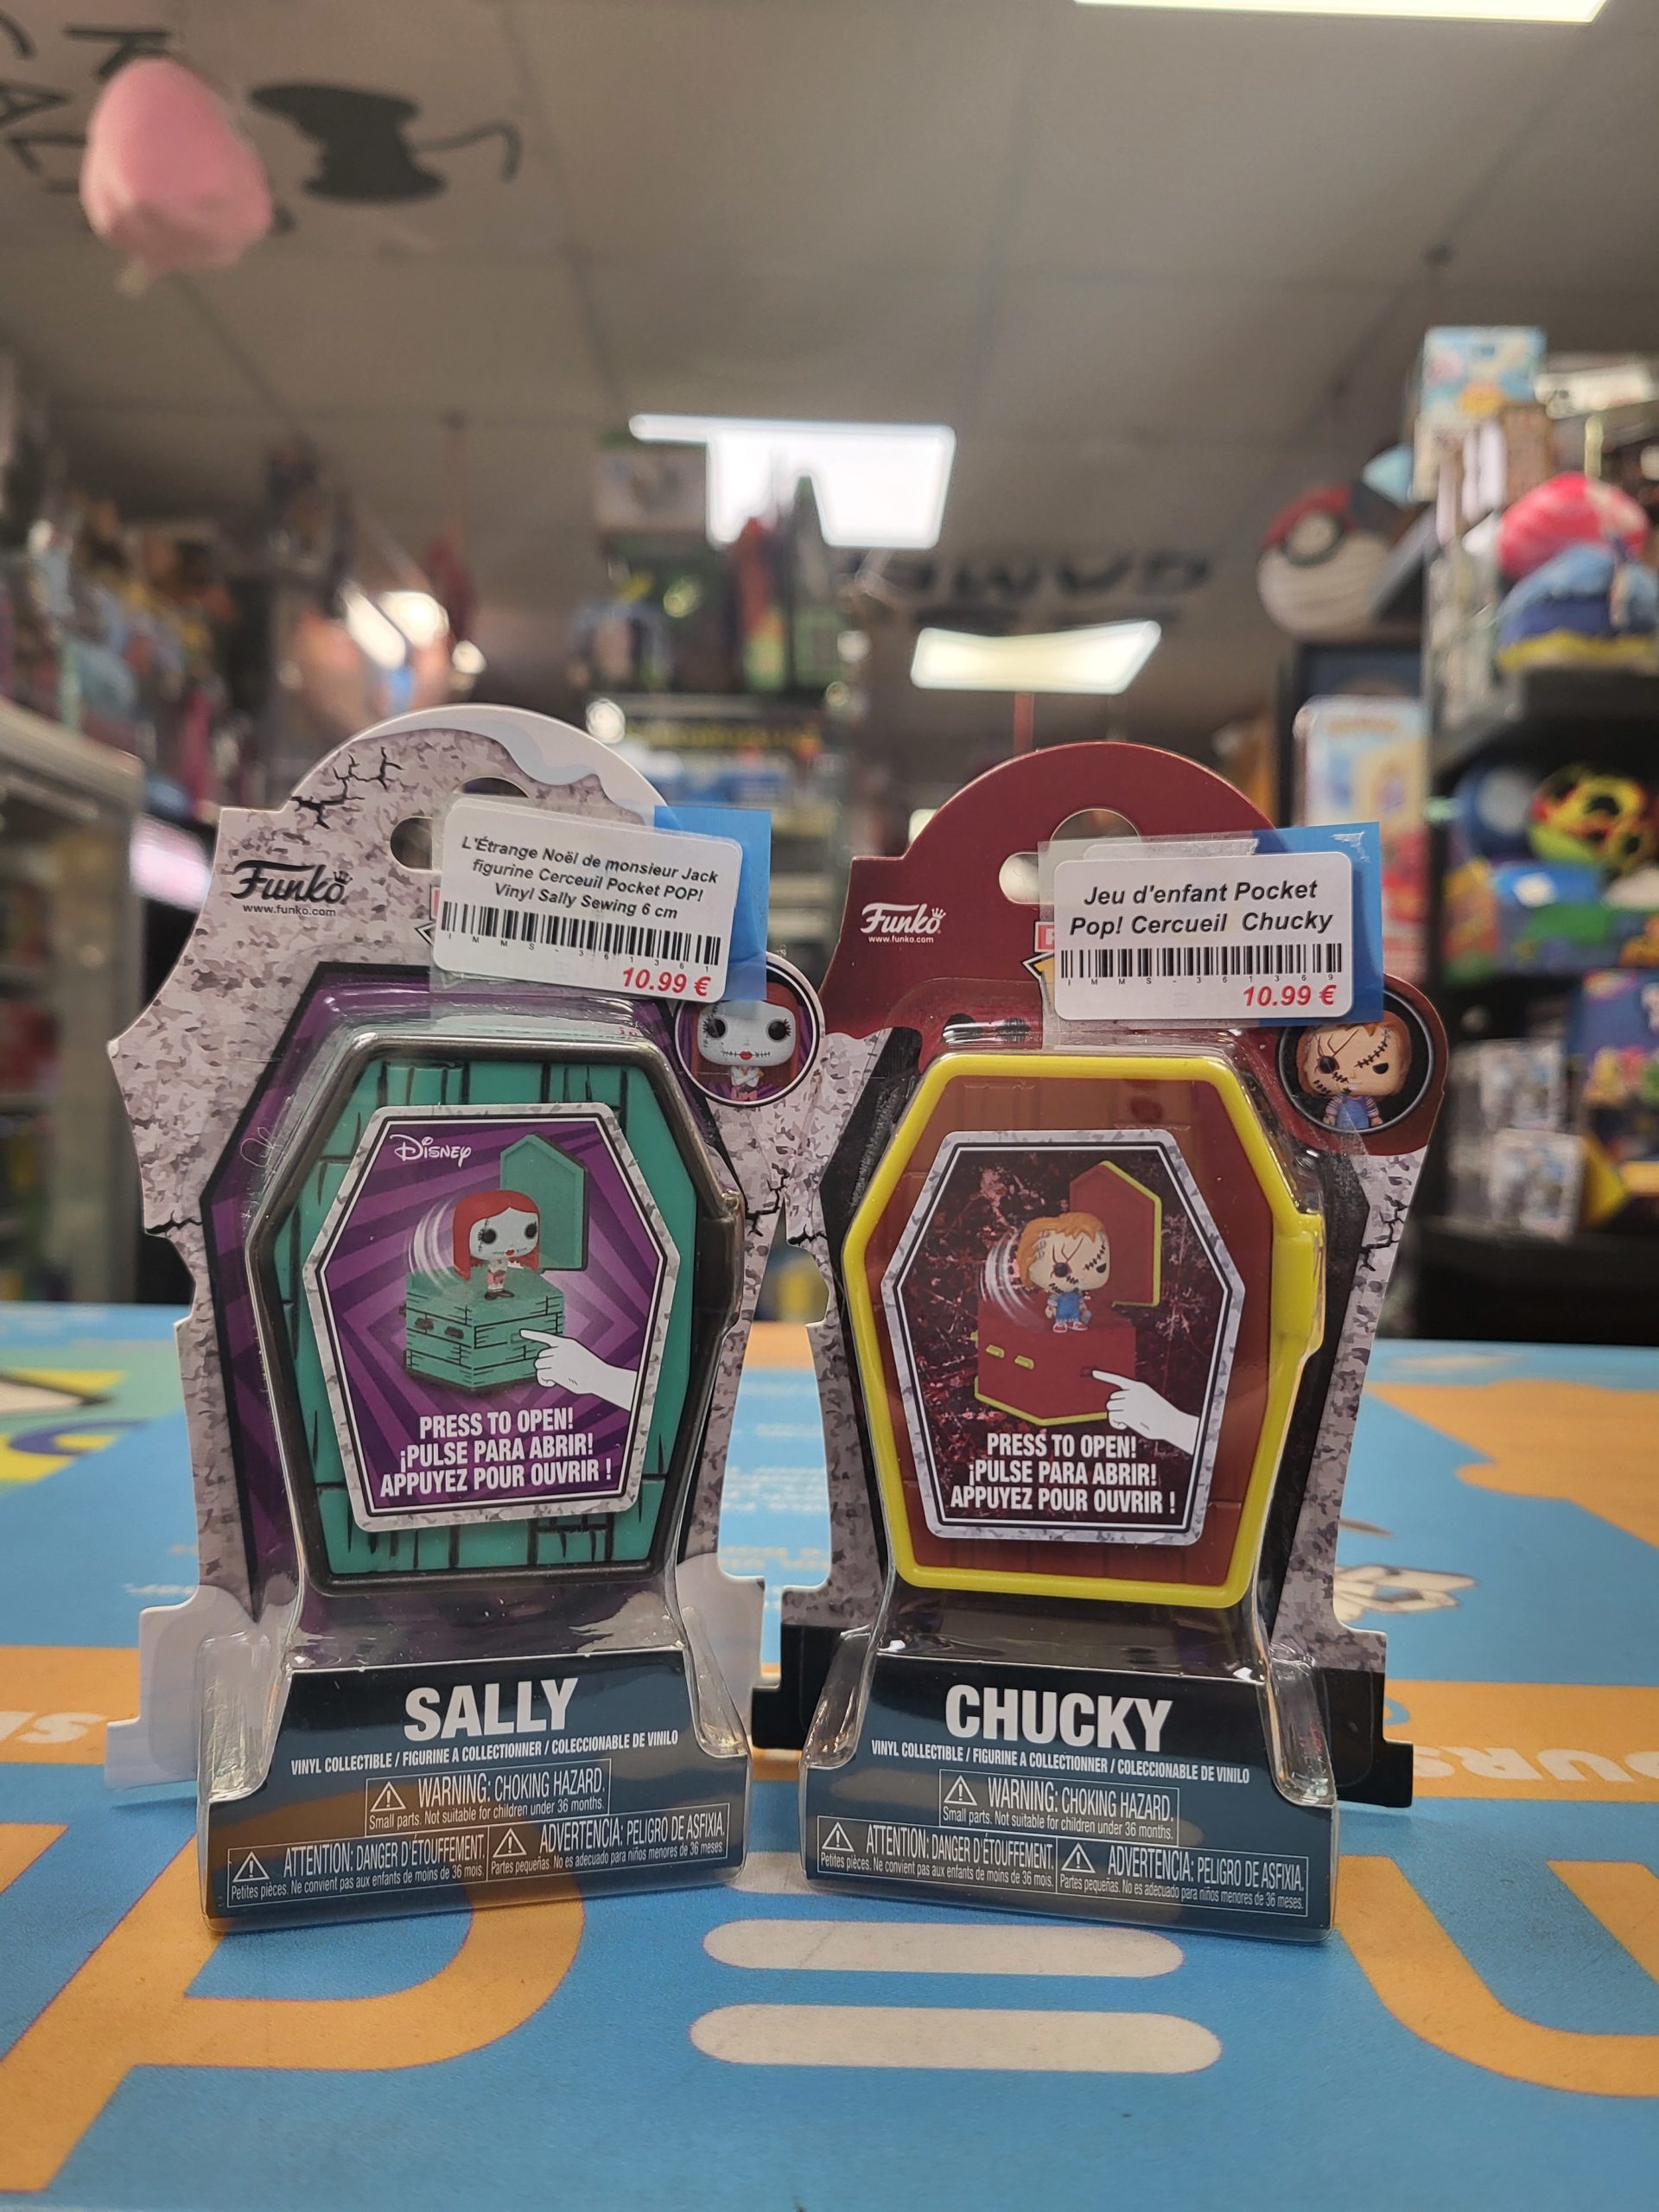 L'Étrange Noël de monsieur Jack
figurine Cerceuil Pocket POP!
Vinyl Sally Sewing 6 cm
IMMS-361361
10.99 €
Funko
www.funko.com
Disney
PRESS TO OPEN!
¡PULSE PARA ABRIR!
APPUYEZ POUR OUVRIR !
SALLY
VINYL COLLECTIBLE / FIGURINE A COLLECTIONNER / COLECCIONABLE DE VINILO
WARNING: CHOKING HAZARD.
Small parts. Not suitable for children under 36 months.
ATTENTION: DANGER D'ÉTOUFFEMENT.
Petites pièces. Ne convient pas aux enfants de moins de 36 mois.
ADVERTENCIA: PELIGRO DE ASFIXIA.
Partes pequeñas. No es adecuado para niños menores de 36 meses.
Jeu d'enfant Pocket
Pop! Cercueil Chucky
IMMS-361369
10.99 €
Funko
www.funko.com
PRESS TO OPEN!
¡PULSE PARA ABRIR!
APPUYEZ POUR OUVRIR !
CHUCKY
VINYL COLLECTIBLE / FIGURINE A COLLECTIONNER / COLECCIONABLE DE VINILO
WARNING: CHOKING HAZARD.
Small parts. Not suitable for children under 36 months.
ATTENTION: DANGER D'ÉTOUFFEMENT.
Petites pièces. Ne convient pas aux enfants de moins de 36 mois.
ADVERTENCIA: PELIGRO DE ASFIXIA.
Partes pequeñas. No es adecuado para niños menores de 36 meses.